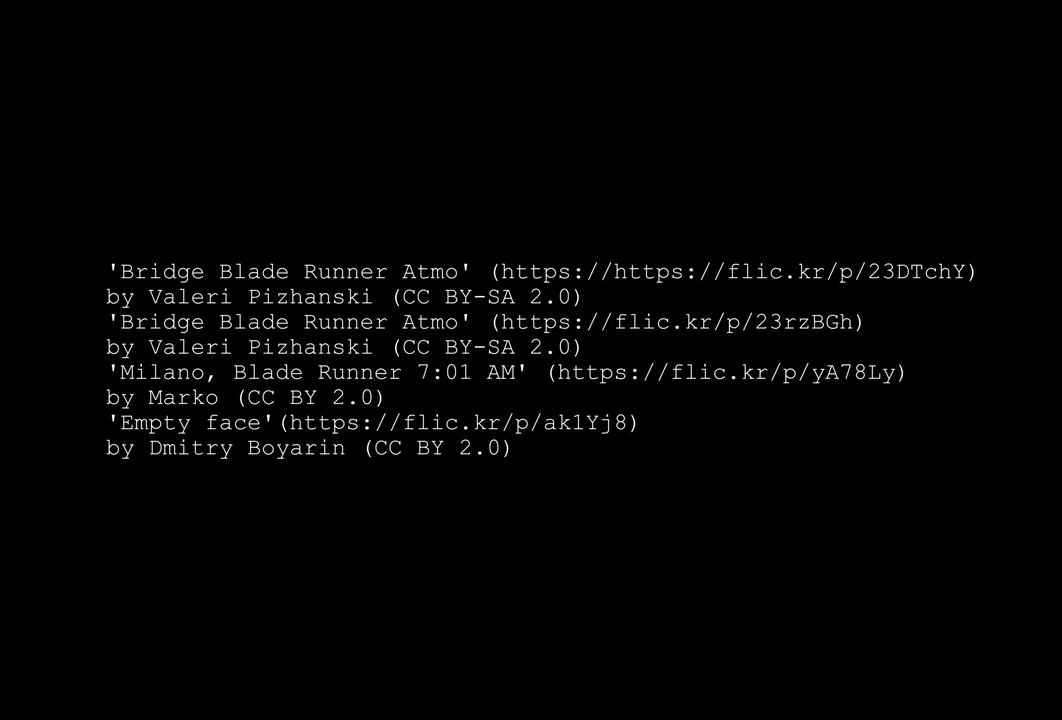 'Bridge Blade Runner Atmo' (https://https://flic.kr/p/23DTchY)
by Valeri Pizhanski (CC BY-SA 2.0)
'Bridge Blade Runner Atmo' (https://flic.kr/p/23rzBGh)
by Valeri Pizhanski (CC BY-SA 2.0)
'Milano, Blade Runner 7:01 AM' (https://flic.kr/p/yA78Ly)
by Marko (CC BY 2.0)
'Empty face'(https://flic.kr/p/ak1Yj8)
by Dmitry Boyarin (CC BY 2.0)